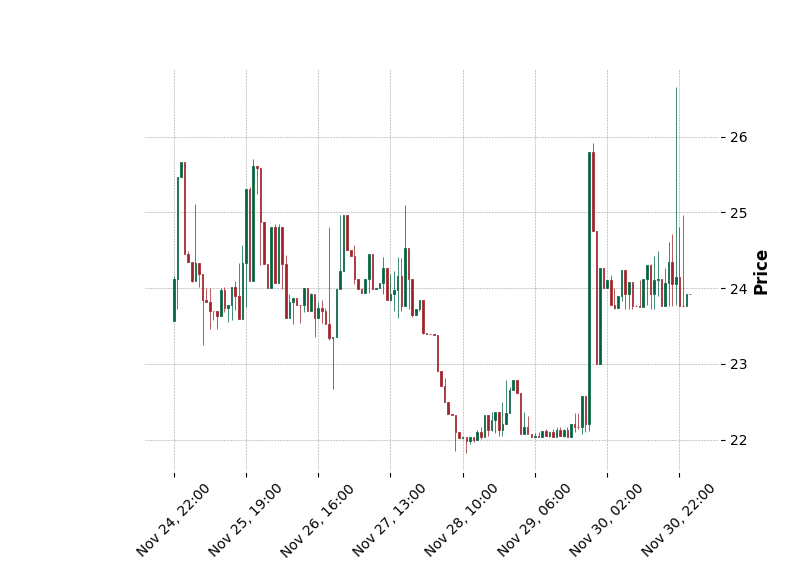 26
25
24
23
22
Price
Nov 24, 22:00
Nov 25, 19:00
Nov 26, 16:00
Nov 27, 13:00
Nov 28, 10:00
Nov 29, 06:00
Nov 30, 02:00
Nov 30, 22:00